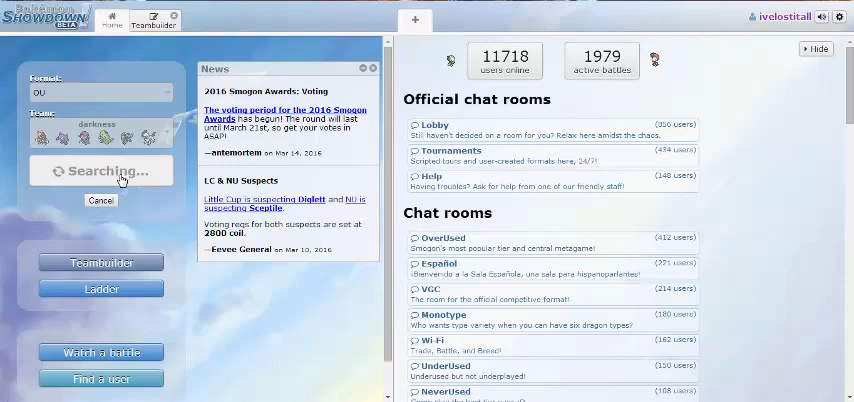 Pokémon
SHOWDOWN
BETA
Home
Teambuilder
+
ivelostitall
Format:
OU
Team:
darkness
Searching...
Cancel
Teambuilder
Ladder
Watch a battle
Find a user
News
2016 Smogon Awards: Voting
The voting period for the 2016 Smogon
Awards has begun! The round will last
until March 21st, so get your votes in
ASAP!
—antemortem on Mar 14, 2016
LC & NU Suspects
Little Cup is suspecting Diglett and NU is
suspecting Sceptile.
Voting reqs for both suspects are set at
2800 coil.
—Eevee General on Mar 10, 2016
11718
users online
1979
active battles
Hide
Official chat rooms
Lobby (856 users)
Still haven't decided on a room for you? Relax here amidst the chaos.
Tournaments (434 users)
Scripted tours and user-created formats here, 24/7!
Help (148 users)
Having troubles? Ask for help from one of our friendly staff!
Chat rooms
OverUsed (412 users)
Smogon's most popular tier and central metagame!
Español (221 users)
¡Bienvenido a la Sala Española, una sala para hispanoparlantes!
VGC (214 users)
The room for the official competitive format!
Monotype (180 users)
Who wants type variety when you can have six dragon types?
Wi-Fi (162 users)
Trade, Battle, and Breed!
UnderUsed (150 users)
Underused but not underplayed!
NeverUsed (108 users)